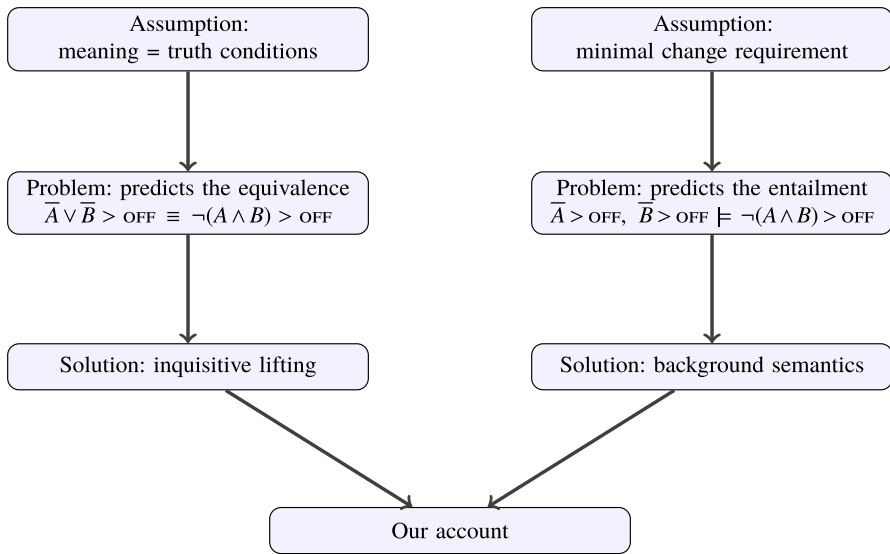 Assumption:
meaning = truth conditions
Assumption:
minimal change requirement
Problem: predicts the equivalence
A̅ ∨ B̅ > OFF ≡ ¬(A ∧ B) > OFF
Problem: predicts the entailment
A̅ > OFF, B̅ > OFF ⊨ ¬(A ∧ B) > OFF
Solution: inquisitive lifting
Solution: background semantics
Our account